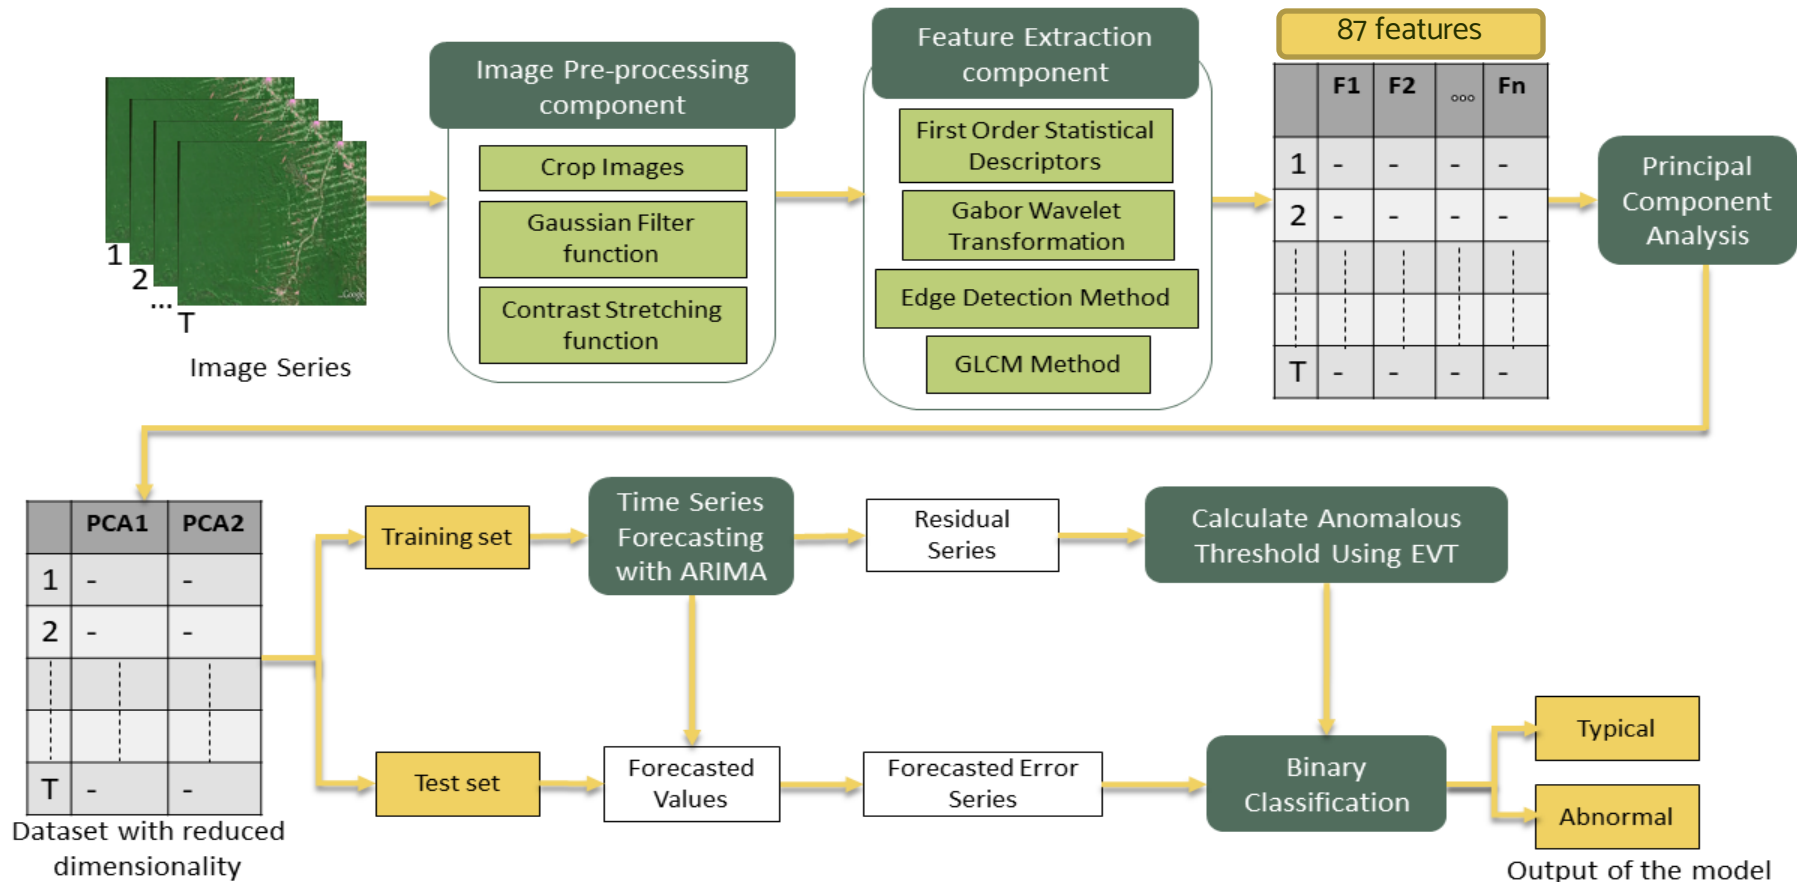 Image Pre-processing
component
Crop Images
Gaussian Filter
function
Contrast Stretching
function
Feature Extraction
component
First Order Statistical
Descriptors
Gabor Wavelet
Transformation
Edge Detection Method
GLCM Method
87 features
F1 F2 ooo Fn
1 - - - -
2 - - - -
T - - - -
Principal
Component
Analysis
1
2
...
T
Google
Image Series
PCA1 PCA2
1 - -
2 - -
T - -
Dataset with reduced
dimensionality
Training set
Time Series
Forecasting
with ARIMA
Residual
Series
Calculate Anomalous
Threshold Using EVT
Test set
Forecasted
Values
Forecasted Error
Series
Binary
Classification
Typical
Abnormal
Output of the model